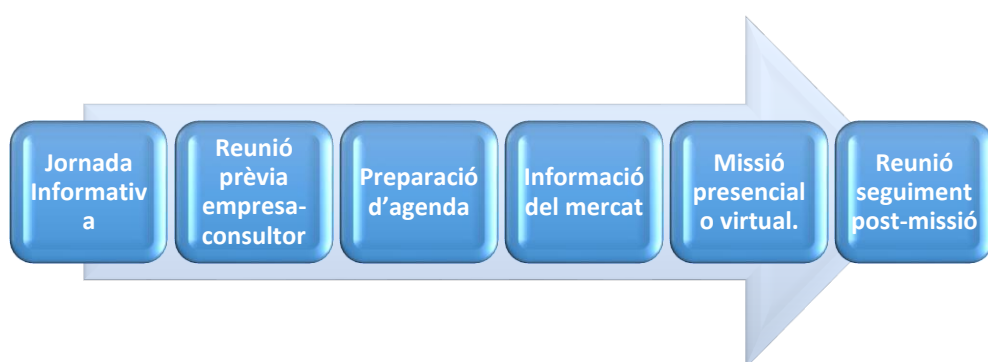 Jornada
Informativ
a
Reunió
prèvia
empresa-
consultor
Preparació
d'agenda
Informació
del mercat
Missió
presencial
o virtual.
Reunió
seguiment
post-missió